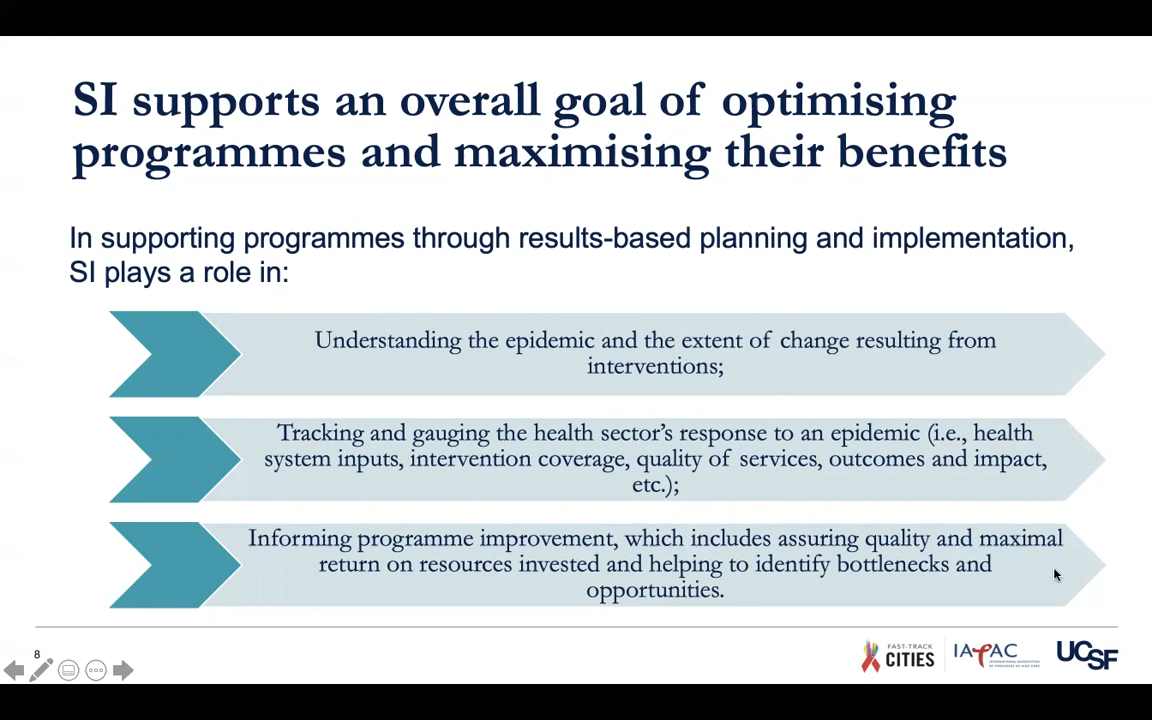 SI supports an overall goal of optimising
programmes and maximising their benefits
In supporting programmes through results-based planning and implementation,
SI plays a role in:
Understanding the epidemic and the extent of change resulting from
interventions;
Tracking and gauging the health sector's response to an epidemic (i.e., health
system inputs, intervention coverage, quality of services, outcomes and impact,
etc.);
Informing programme improvement, which includes assuring quality and maximal
return on resources invested and helping to identify bottlenecks and
opportunities.
8
FAST-TRACK
CITIES
IAPAC
UCSF